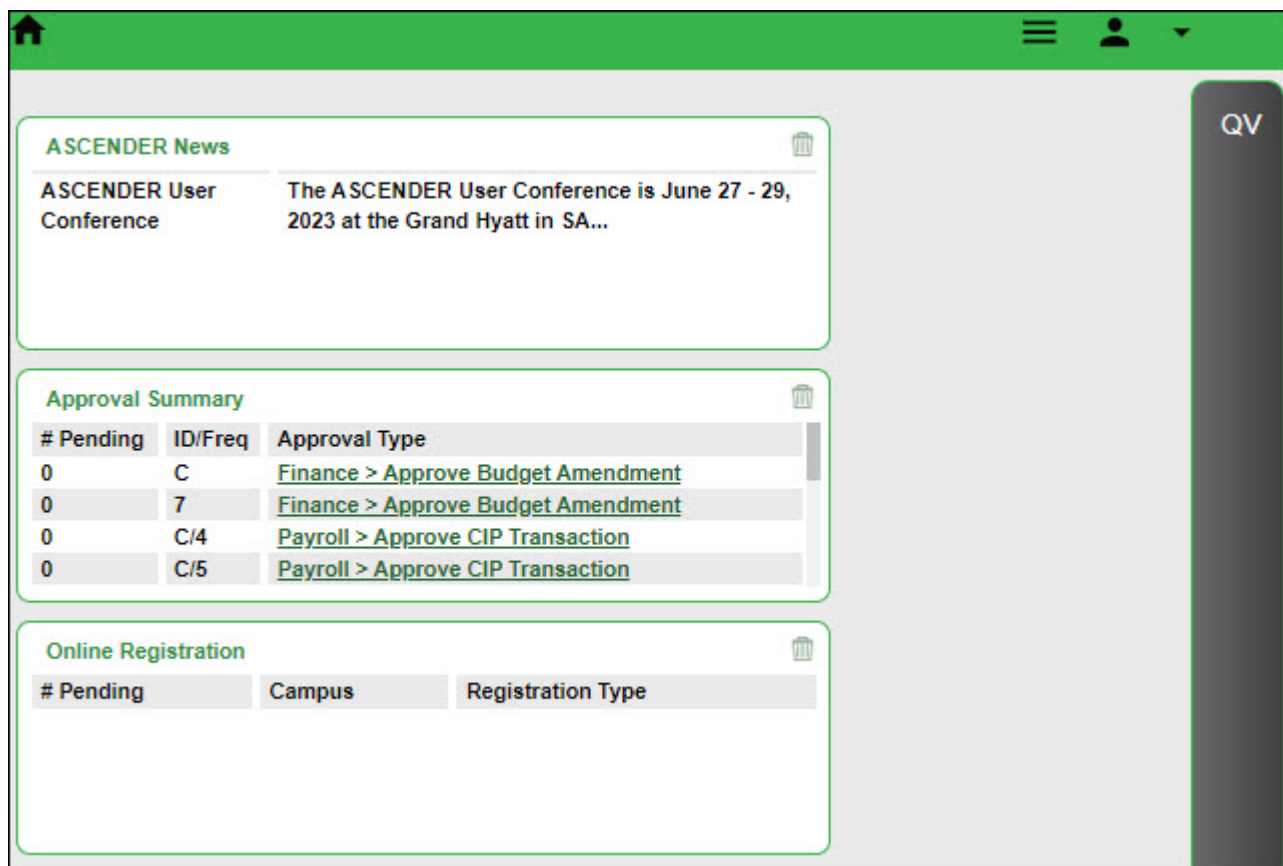 QV
ASCENDER News
ASCENDER User Conference The ASCENDER User Conference is June 27 - 29,
2023 at the Grand Hyatt in SA...
Approval Summary
# Pending ID/Freq Approval Type
0 C Finance > Approve Budget Amendment
0 7 Finance > Approve Budget Amendment
0 C/4 Payroll > Approve CIP Transaction
0 C/5 Payroll > Approve CIP Transaction
Online Registration
# Pending Campus Registration Type